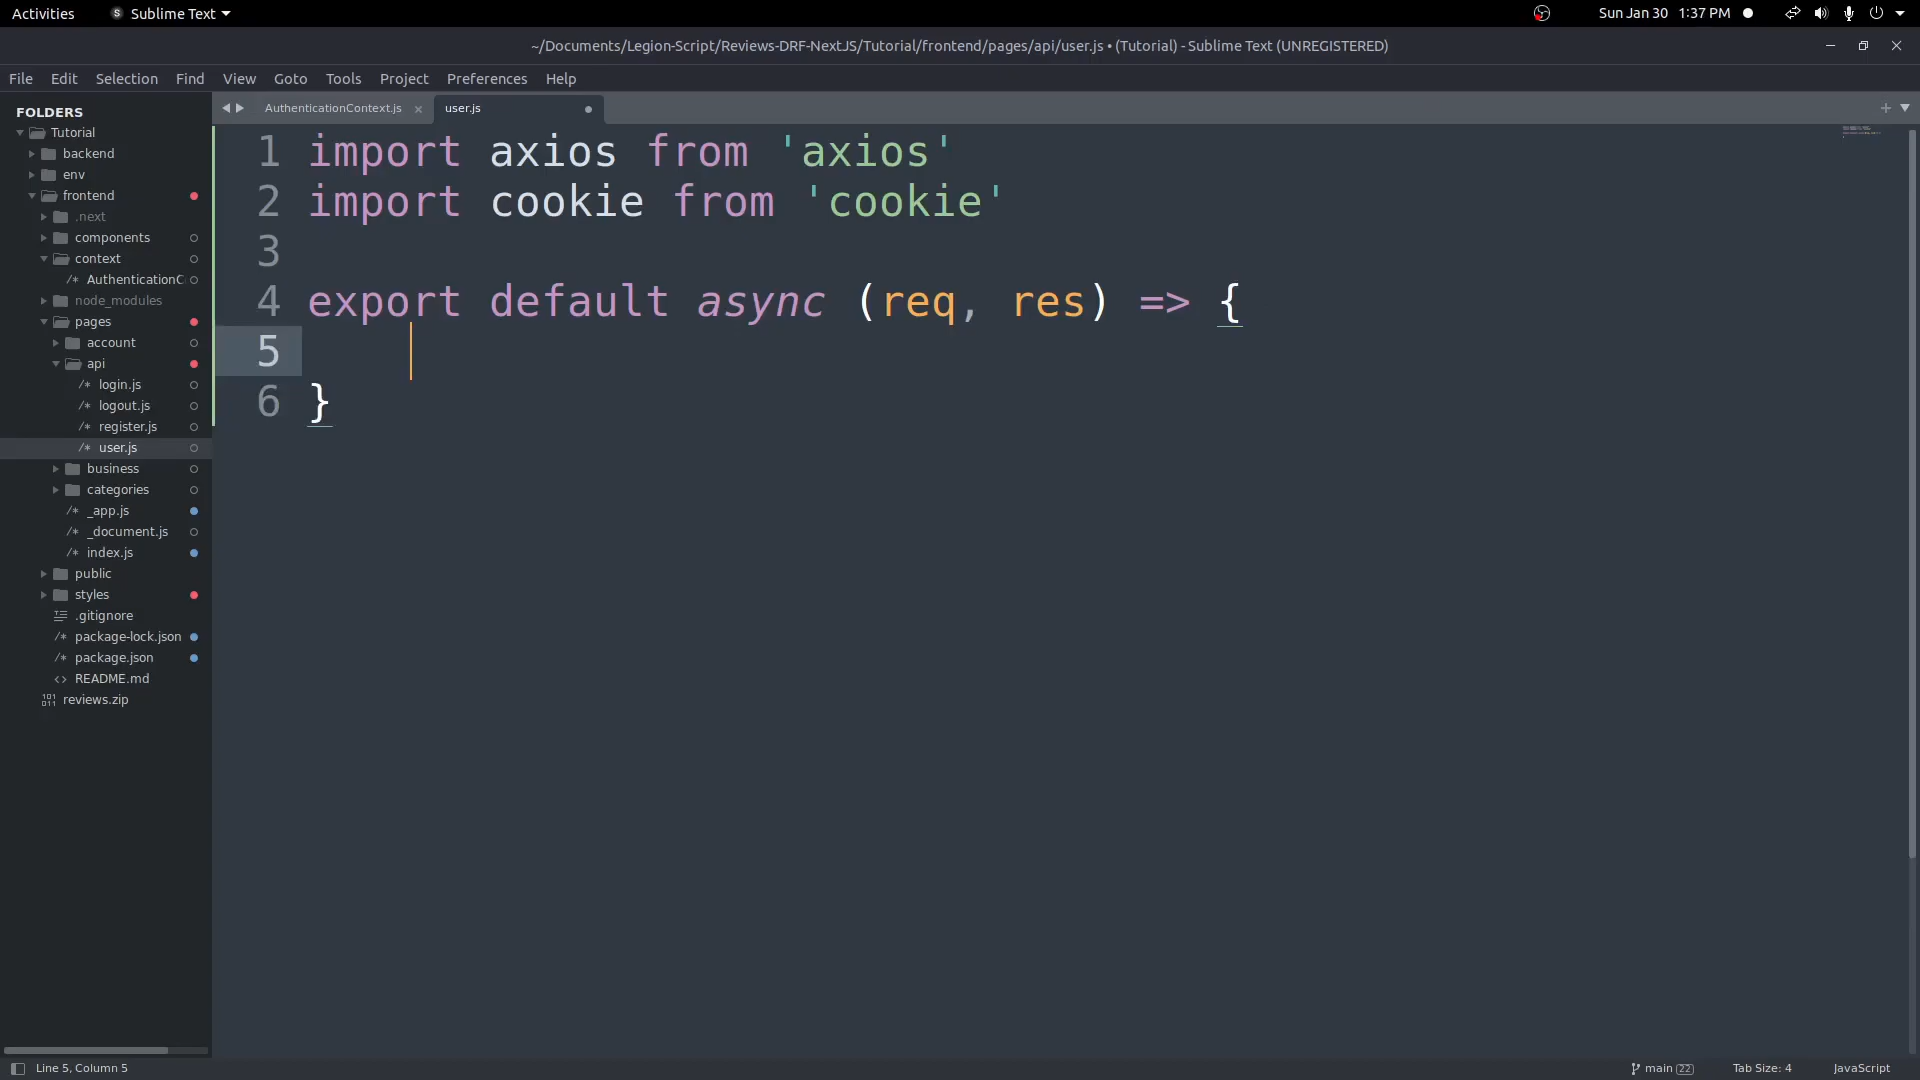 Activities Sublime Text Sun Jan 30 1:37 PM
~/Documents/Legion-Script/Reviews-DRF-NextJS/Tutorial/frontend/pages/api/user.js • (Tutorial) - Sublime Text (UNREGISTERED)
File Edit Selection Find View Goto Tools Project Preferences Help
FOLDERS
Tutorial
backend
env
frontend
.next
components
context
/* AuthenticationC
node_modules
pages
account
api
/* login.js
/* logout.js
/* register.js
/* user.js
business
categories
/* _app.js
/* _document.js
/* index.js
public
styles
.gitignore
/* package-lock.json
/* package.json
<> README.md
reviews.zip
AuthenticationContext.js × user.js
1 import axios from 'axios'
2 import cookie from 'cookie'
3
4 export default async (req, res) => {
5
6 }
Line 5, Column 5 main 22 Tab Size: 4 JavaScript